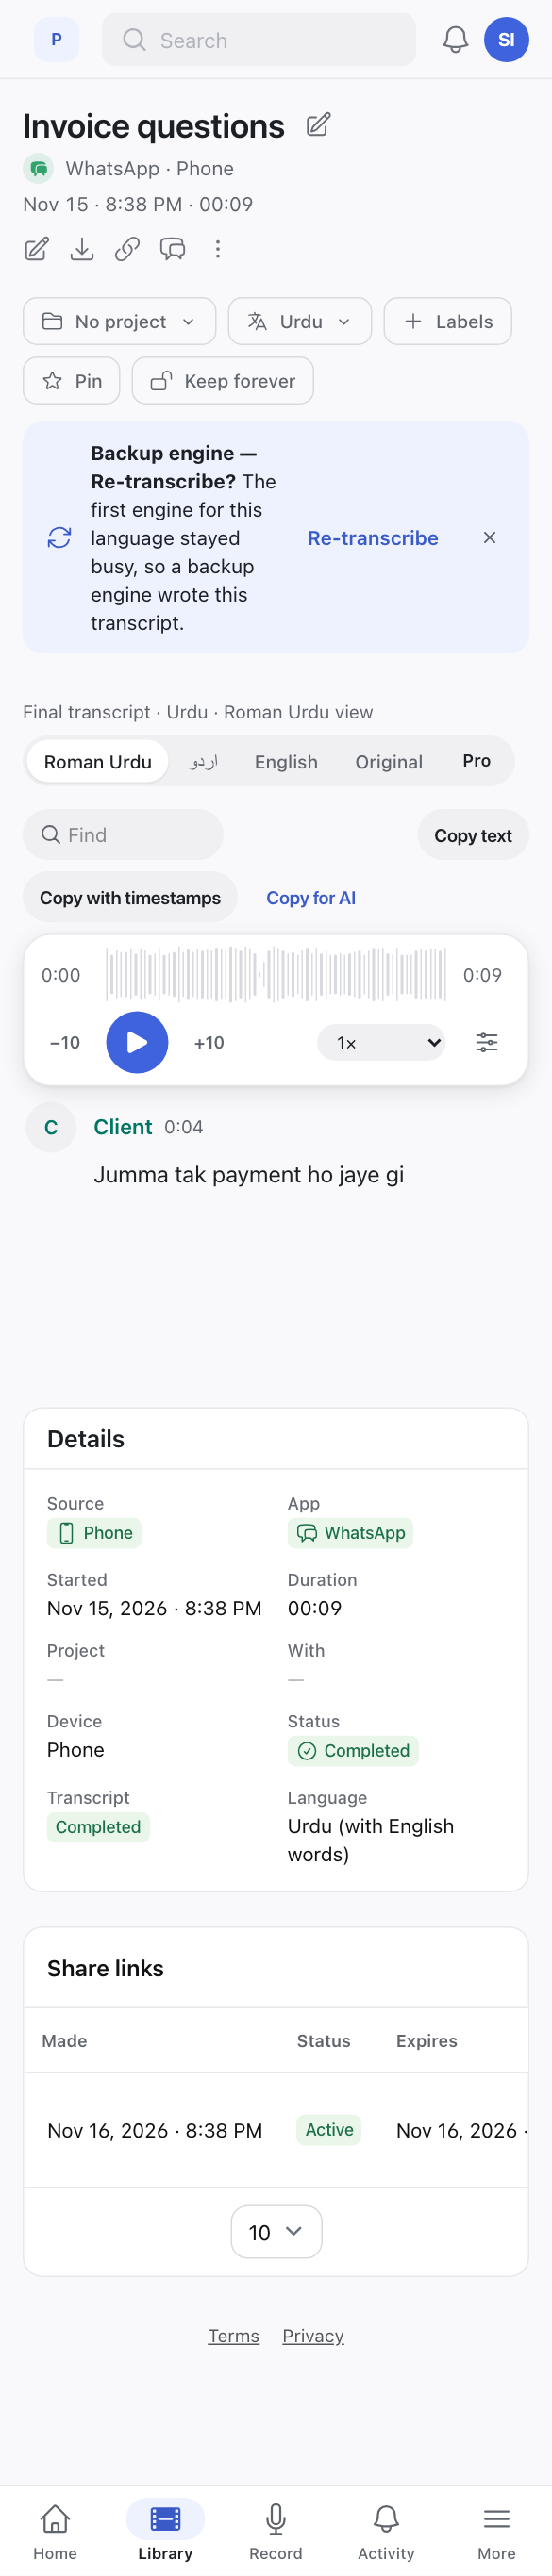 P
Search
SI
Invoice questions
WhatsApp · Phone
Nov 15 · 8:38 PM · 00:09
No project
Urdu
Labels
Pin
Keep forever
Backup engine —
Re-transcribe? The
first engine for this
language stayed
busy, so a backup
engine wrote this
transcript.
Re-transcribe
Final transcript · Urdu · Roman Urdu view
Roman Urdu
اردو
English
Original
Pro
Find
Copy text
Copy with timestamps
Copy for AI
0:00
0:09
−10
+10
1×
C
Client 0:04
Jumma tak payment ho jaye gi
Details
Source
App
Phone
WhatsApp
Started
Duration
Nov 15, 2026 · 8:38 PM
00:09
Project
With
—
—
Device
Status
Phone
Completed
Transcript
Language
Completed
Urdu (with English
words)
Share links
Made
Status
Expires
Nov 16, 2026 · 8:38 PM
Active
Nov 16, 2026 ·
10
Terms
Privacy
Home
Library
Record
Activity
More